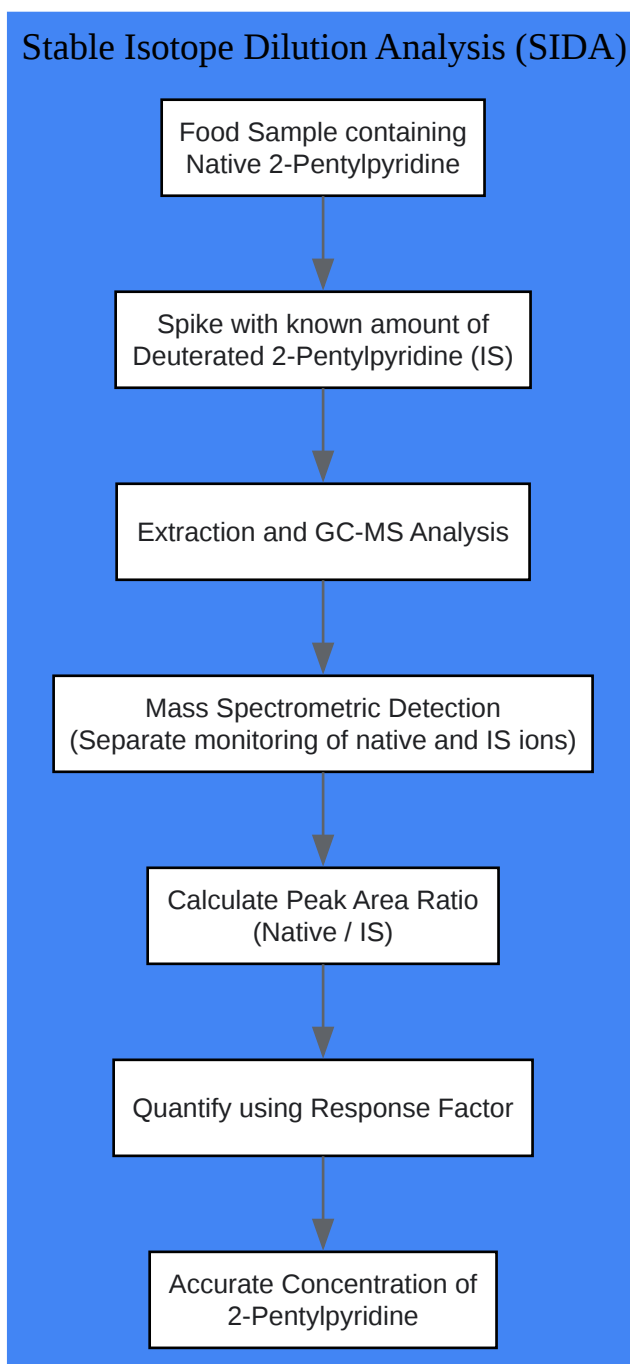 Stable Isotope Dilution Analysis (SIDA)
Food Sample containing
Native 2-Pentylpyridine
Spike with known amount of
Deuterated 2-Pentylpyridine (IS)
Extraction and GC-MS Analysis
Mass Spectrometric Detection
(Separate monitoring of native and IS ions)
Calculate Peak Area Ratio
(Native / IS)
Quantify using Response Factor
Accurate Concentration of
2-Pentylpyridine